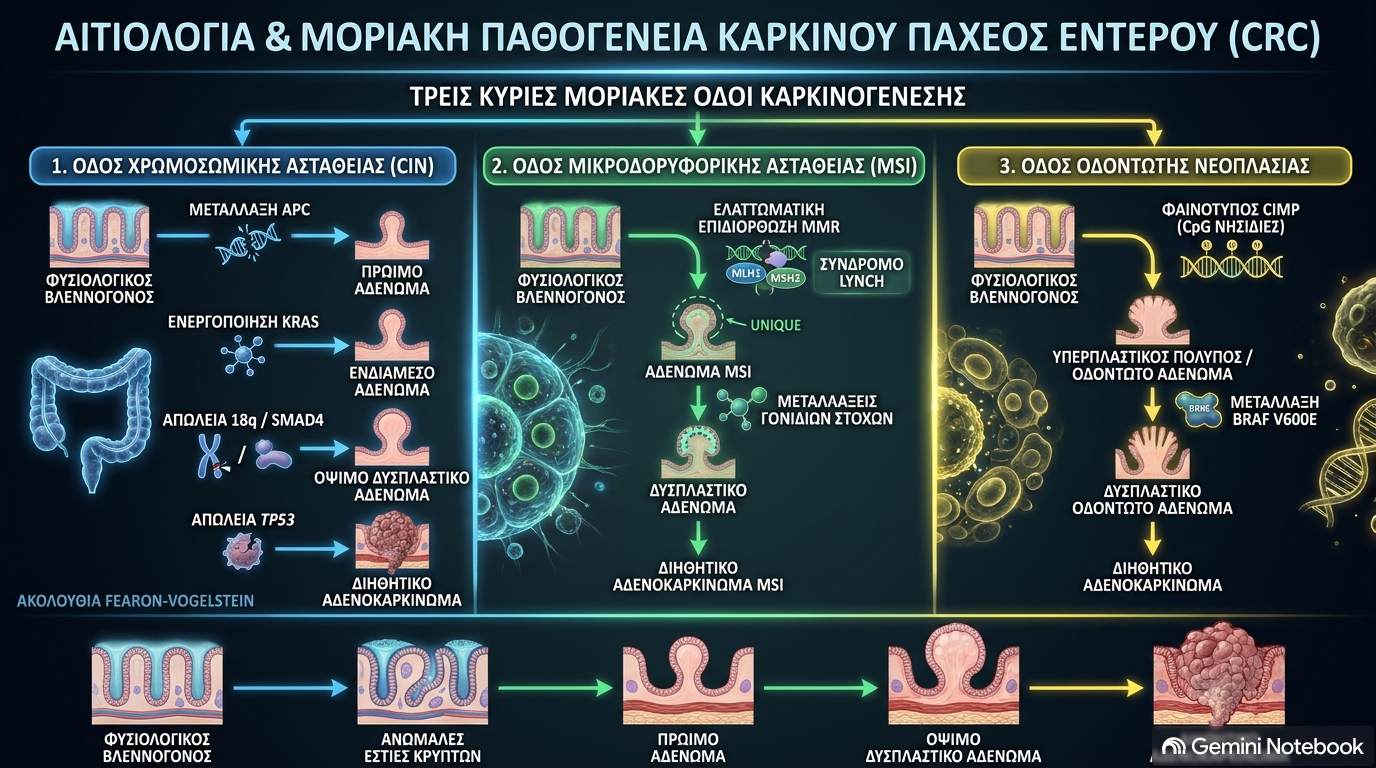 ΑΙΤΙΟΛΟΓΙΑ & ΜΟΡΙΑΚΗ ΠΑΘΟΓΕΝΕΙΑ ΚΑΡΚΙΝΟΥ ΠΑΧΕΟΣ ΕΝΤΕΡΟΥ (CRC)
ΤΡΕΙΣ ΚΥΡΙΕΣ ΜΟΡΙΑΚΕΣ ΟΔΟΙ ΚΑΡΚΙΝΟΓΕΝΕΣΗΣ
1. ΟΔΟΣ ΧΡΩΜΟΣΩΜΙΚΗΣ ΑΣΤΑΘΕΙΑΣ (CIN)
ΜΕΤΑΛΛΑΞΗ APC
ΦΥΣΙΟΛΟΓΙΚΟΣ
ΒΛΕΝΝΟΓΟΝΟΣ
ΠΡΩΙΜΟ
ΑΔΕΝΩΜΑ
ΕΝΕΡΓΟΠΟΙΗΣΗ KRAS
ΕΝΔΙΑΜΕΣΟ
ΑΔΕΝΩΜΑ
ΑΠΩΛΕΙΑ 18q / SMAD4
/
ΟΨΙΜΟ ΔΥΣΠΛΑΣΤΙΚΟ
ΑΔΕΝΩΜΑ
ΑΠΩΛΕΙΑ TP53
ΔΙΗΘΗΤΙΚΟ
ΑΔΕΝΟΚΑΡΚΙΝΩΜΑ
ΑΚΟΛΟΥΘΙΑ FEARON-VOGELSTEIN
2. ΟΔΟΣ ΜΙΚΡΟΔΟΡΥΦΟΡΙΚΗΣ ΑΣΤΑΘΕΙΑΣ (MSI)
ΦΥΣΙΟΛΟΓΙΚΟΣ
ΒΛΕΝΝΟΓΟΝΟΣ
ΕΛΑΤΤΩΜΑΤΙΚΗ
ΕΠΙΔΙΟΡΘΩΣΗ MMR
ΣΥΝΔΡΟΜΟ
LYNCH
UNIQUE
ΑΔΕΝΩΜΑ MSI
ΜΕΤΑΛΛΑΞΕΙΣ
ΓΟΝΙΔΙΩΝ ΣΤΟΧΩΝ
ΔΥΣΠΛΑΣΤΙΚΟ
ΑΔΕΝΩΜΑ
ΔΙΗΘΗΤΙΚΟ
ΑΔΕΝΟΚΑΡΚΙΝΩΜΑ MSI
3. ΟΔΟΣ ΟΔΟΝΤΩΤΗΣ ΝΕΟΠΛΑΣΙΑΣ
ΦΥΣΙΟΛΟΓΙΚΟΣ
ΒΛΕΝΝΟΓΟΝΟΣ
ΦΑΙΝΟΤΥΠΟΣ CIMP
(CpG ΝΗΣΙΔΙΕΣ)
ΥΠΕΡΠΛΑΣΤΙΚΟΣ ΠΟΛΥΠΟΣ /
ΟΔΟΝΤΩΤΟ ΑΔΕΝΩΜΑ
ΜΕΤΑΛΛΑΞΗ
BRAF V600E
ΔΥΣΠΛΑΣΤΙΚΟ
ΟΔΟΝΤΩΤΟ ΑΔΕΝΩΜΑ
ΔΙΗΘΗΤΙΚΟ
ΑΔΕΝΟΚΑΡΚΙΝΩΜΑ
ΦΥΣΙΟΛΟΓΙΚΟΣ
ΒΛΕΝΝΟΓΟΝΟΣ
ΑΝΩΜΑΛΕΣ
ΕΣΤΙΕΣ ΚΡΥΠΤΩΝ
ΠΡΩΙΜΟ
ΑΔΕΝΩΜΑ
ΟΨΙΜΟ
ΔΥΣΠΛΑΣΤΙΚΟ ΑΔΕΝΩΜΑ
Gemini Notebook